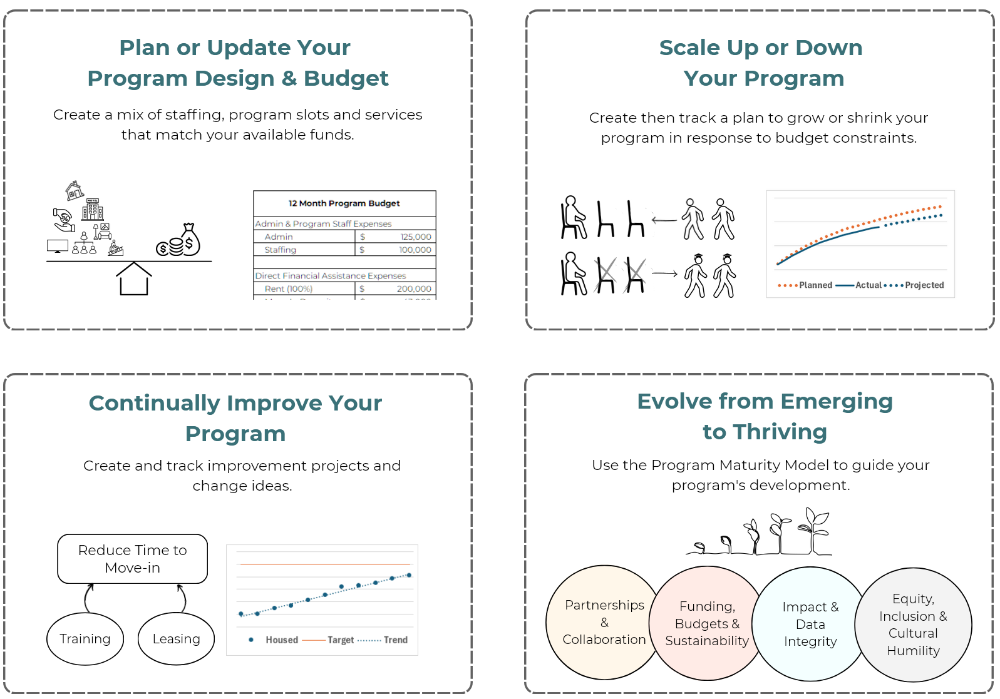 Plan or Update Your
Program Design & Budget
Create a mix of staffing, program slots and services
that match your available funds.
MOTEL
12 Month Program Budget
Admin & Program Staff Expenses
Admin $ 125,000
Staffing $ 100,000
Direct Financial Assistance Expenses
Rent (100%) $ 200,000
Scale Up or Down
Your Program
Create then track a plan to grow or shrink your
program in response to budget constraints.
Planned Actual Projected
Continually Improve Your
Program
Create and track improvement projects and
change ideas.
Reduce Time to
Move-in
Training
Leasing
Housed Target Trend
Evolve from Emerging
to Thriving
Use the Program Maturity Model to guide your
program's development.
Partnerships
&
Collaboration
Funding,
Budgets &
Sustainability
Impact &
Data
Integrity
Equity,
Inclusion &
Cultural
Humility